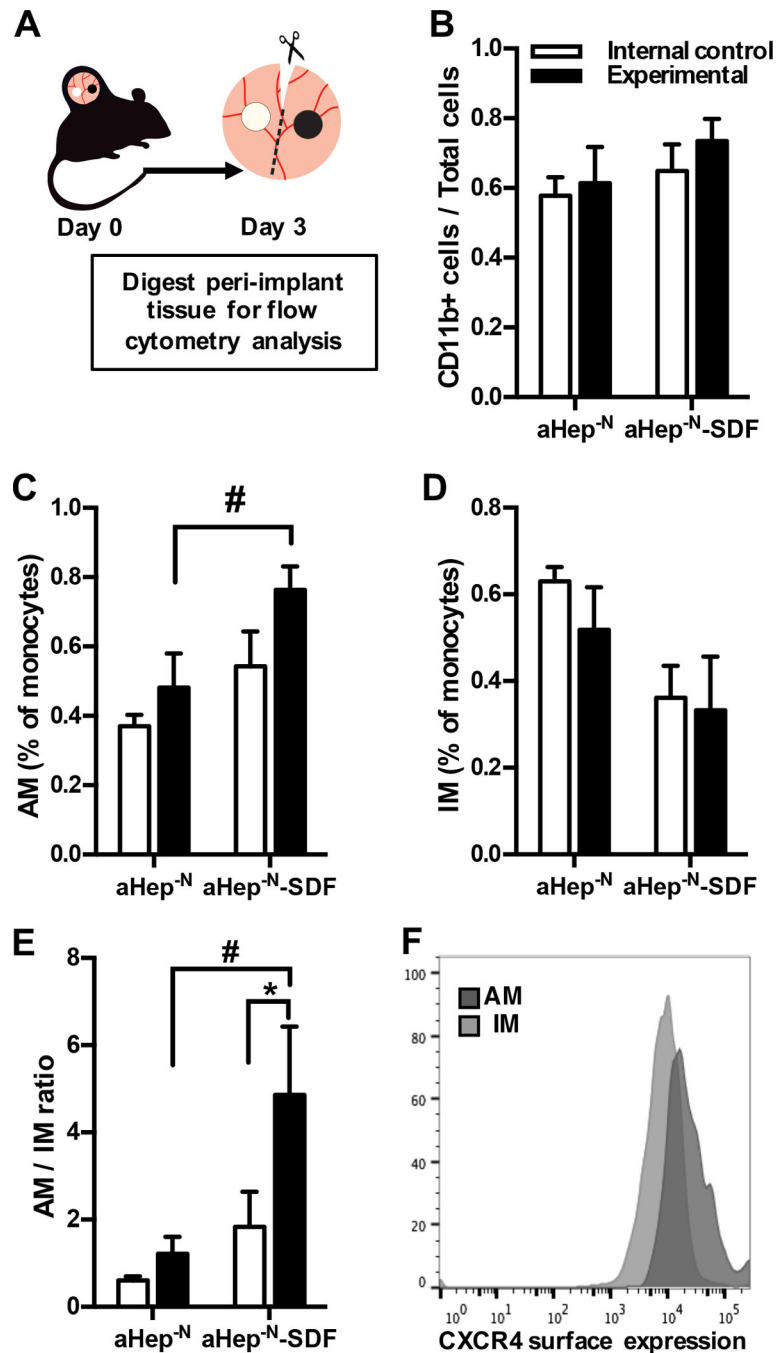 A
Day 0
Day 3
Digest peri-implant
tissue for flow
cytometry analysis
B
Internal control
Experimental
CD11b+ cells / Total cells
1.0
0.8
0.6
0.4
0.2
0.0
aHep-N
aHep-N-SDF
C
#
AM (% of monocytes)
1.0
0.8
0.6
0.4
0.2
0.0
aHep-N
aHep-N-SDF
D
IM (% of monocytes)
0.8
0.6
0.4
0.2
0.0
aHep-N
aHep-N-SDF
E
#
*
AM / IM ratio
8
6
4
2
0
aHep-N
aHep-N-SDF
F
AM
IM
100
80
60
40
20
0
10^0 10^1 10^2 10^3 10^4 10^5
CXCR4 surface expression